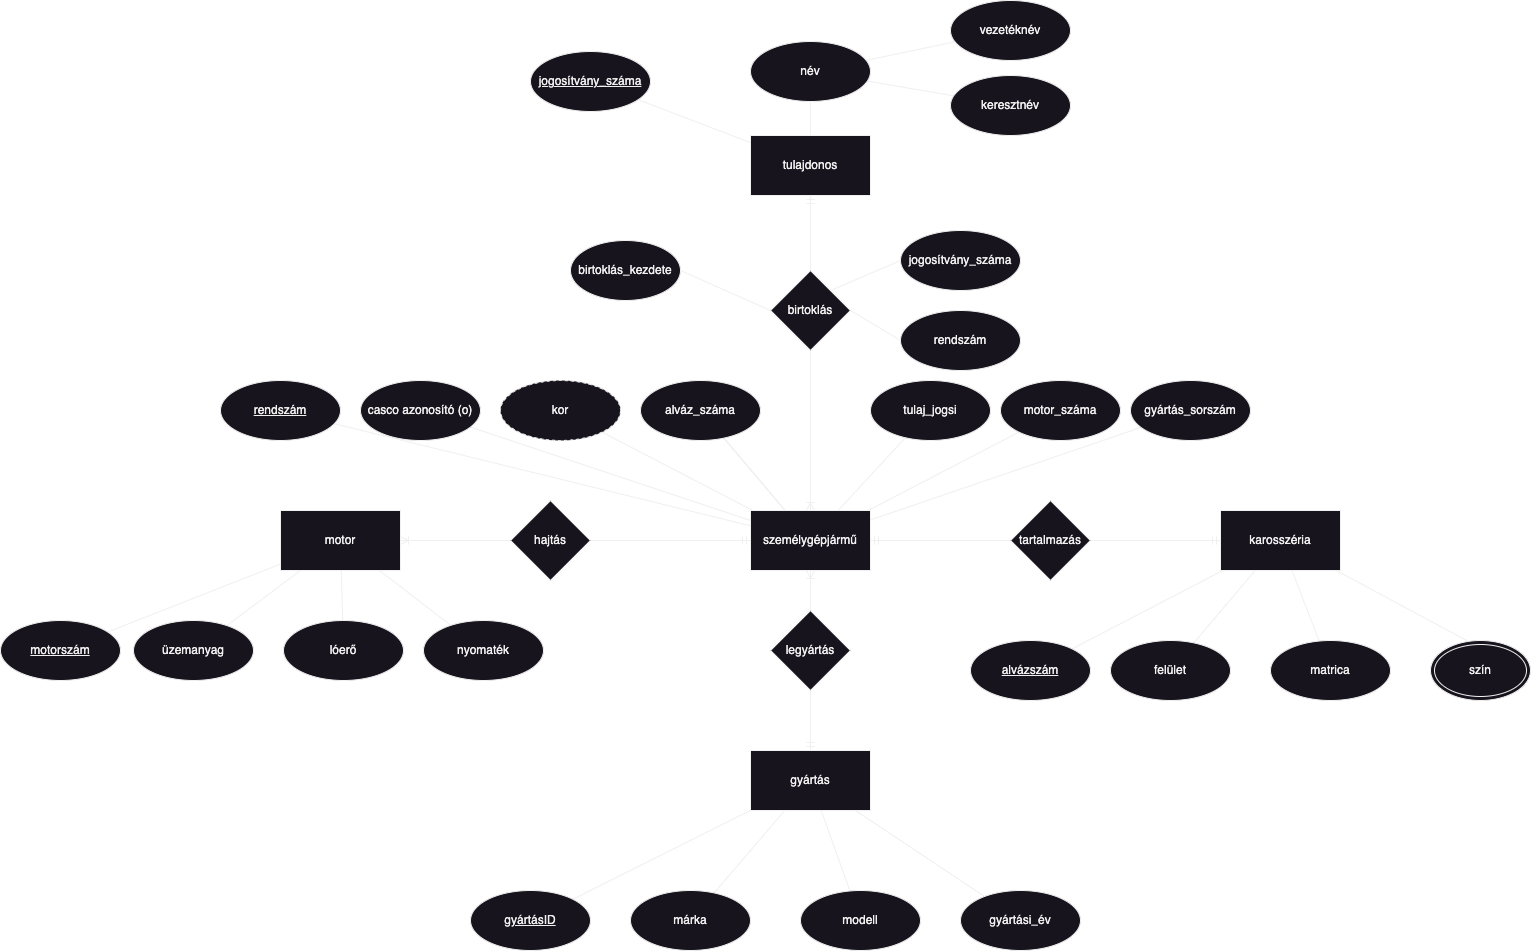 vezetéknév
név
jogosítvány_száma
keresztnév
tulajdonos
jogosítvány_száma
birtoklás_kezdete
birtoklás
rendszám
rendszám
casco azonosító (o)
kor
alváz_száma
tulaj_jogsi
motor_száma
gyártás_sorszám
motor
hajtás
személygépjármű
tartalmazás
karosszéria
motorszám
üzemanyag
lóerő
nyomaték
legyártás
alvázszám
felület
matrica
szín
gyártás
gyártásID
márka
modell
gyártási_év